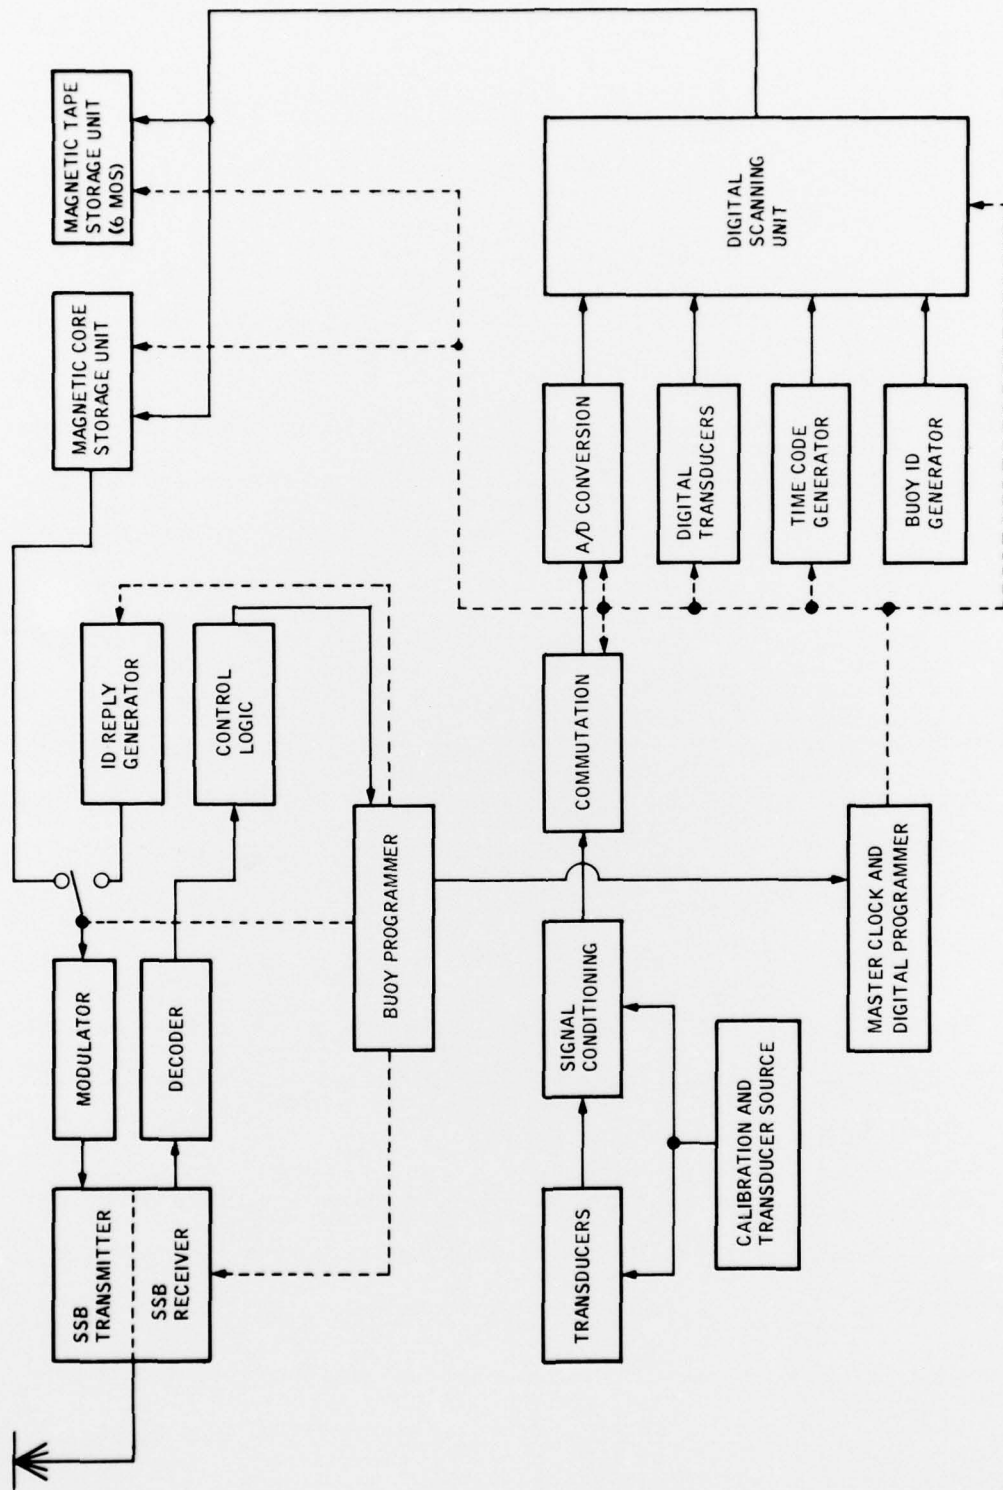 SSB
TRANSMITTER
SSB
RECEIVER
MODULATOR
DECODER
ID REPLY
GENERATOR
CONTROL
LOGIC
MAGNETIC CORE
STORAGE UNIT
MAGNETIC TAPE
STORAGE UNIT
(6 MOS)
BUOY PROGRAMMER
TRANSDUCERS
SIGNAL
CONDITIONING
COMMUTATION
A/D CONVERSION
DIGITAL
TRANSDUCERS
TIME CODE
GENERATOR
BUOY ID
GENERATOR
DIGITAL
SCANNING
UNIT
CALIBRATION AND
TRANSDUCER SOURCE
MASTER CLOCK AND
DIGITAL PROGRAMMER